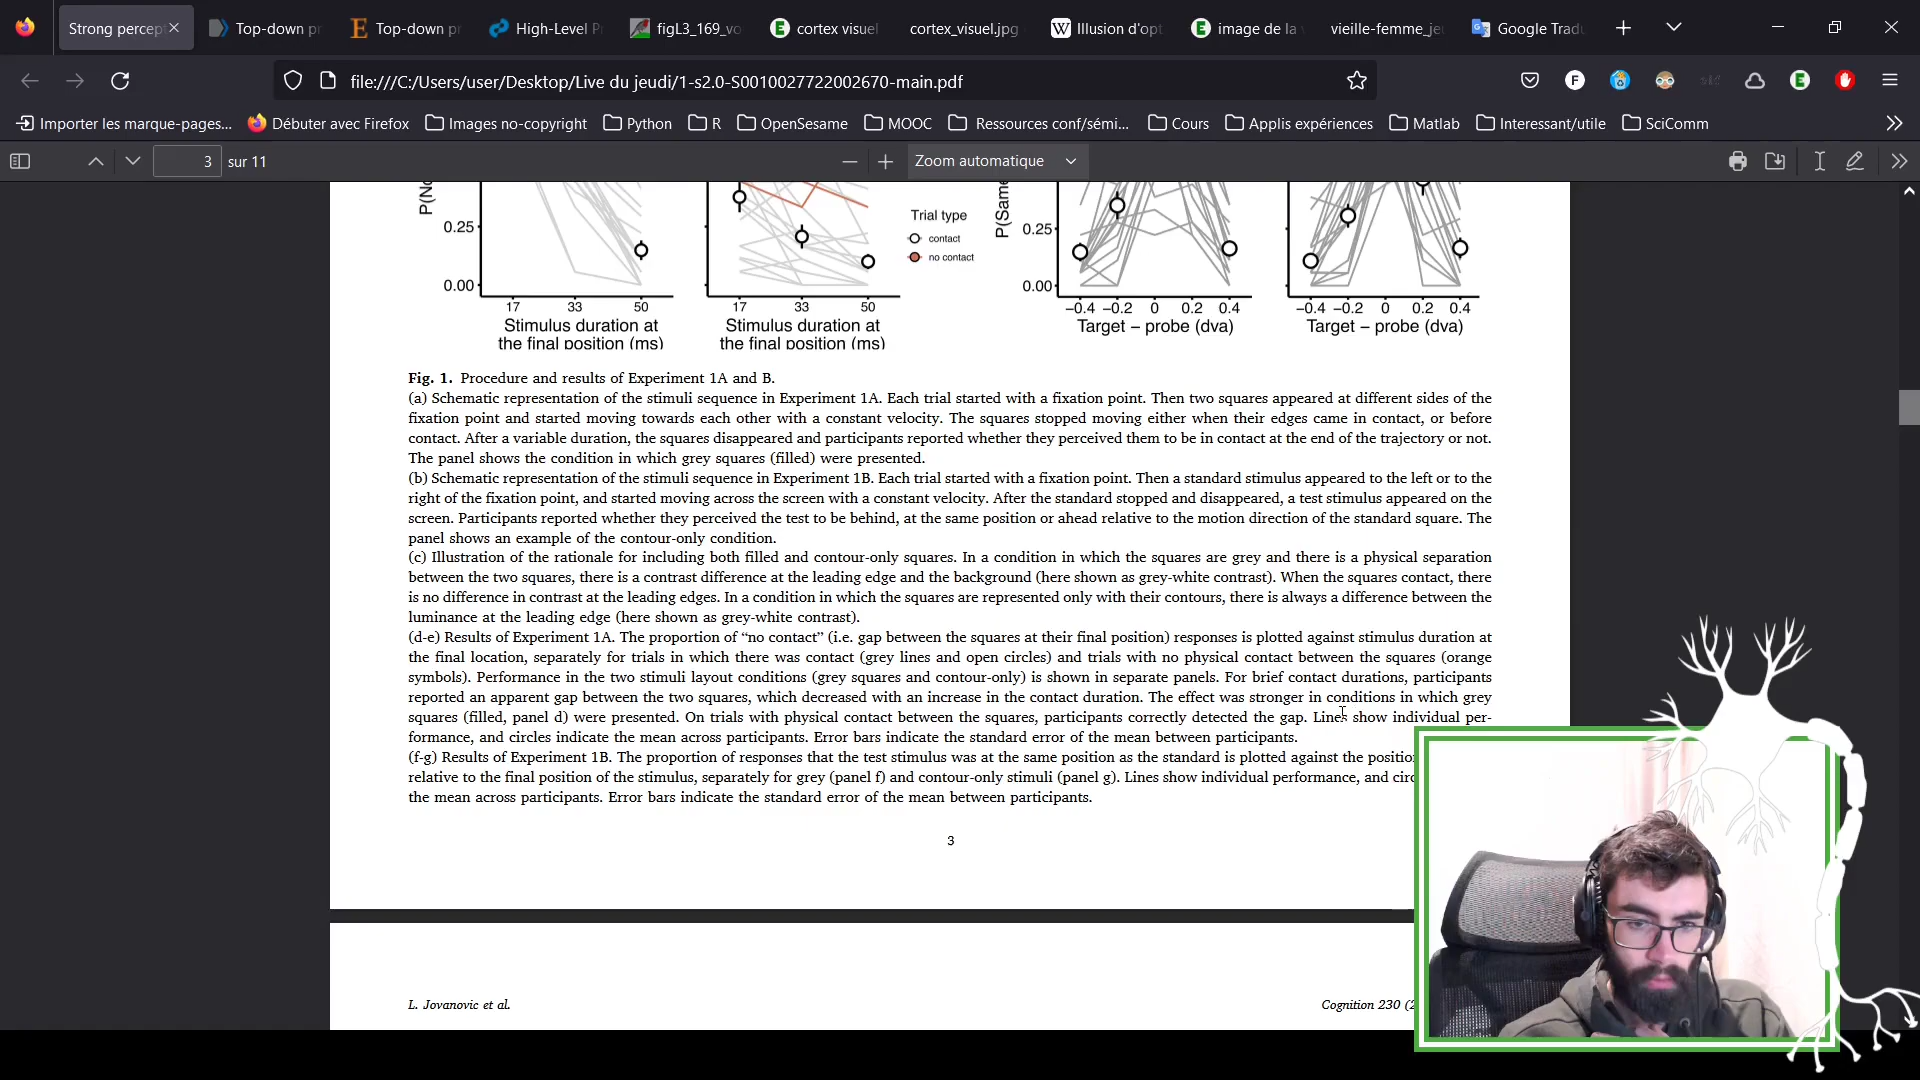 Strong percep
Top-down pr
Top-down pr
High-Level P
figL3_169_vo
cortex visuel
cortex_visuel.jpg
Illusion d'opt
image de la v
vieille-femme_je
Google Tradu
file:///C:/Users/user/Desktop/Live du jeudi/1-s2.0-S0010027722002670-main.pdf
Importer les marque-pages...
Débuter avec Firefox
Images no-copyright
Python
R
OpenSesame
MOOC
Ressources conf/sémi...
Cours
Applis expériences
Matlab
Interessant/utile
SciComm
3 sur 11
Zoom automatique
P(No
0.25
0.00
17 33 50
Stimulus duration at
the final position (ms)
17 33 50
Stimulus duration at
the final position (ms)
Trial type
contact
no contact
P(Same
0.25
0.00
−0.4 −0.2 0 0.2 0.4
Target − probe (dva)
−0.4 −0.2 0 0.2 0.4
Target − probe (dva)
Fig. 1. Procedure and results of Experiment 1A and B.
(a) Schematic representation of the stimuli sequence in Experiment 1A. Each trial started with a fixation point. Then two squares appeared at different sides of the
fixation point and started moving towards each other with a constant velocity. The squares stopped moving either when their edges came in contact, or before
contact. After a variable duration, the squares disappeared and participants reported whether they perceived them to be in contact at the end of the trajectory or not.
The panel shows the condition in which grey squares (filled) were presented.
(b) Schematic representation of the stimuli sequence in Experiment 1B. Each trial started with a fixation point. Then a standard stimulus appeared to the left or to the
right of the fixation point, and started moving across the screen with a constant velocity. After the standard stopped and disappeared, a test stimulus appeared on the
screen. Participants reported whether they perceived the test to be behind, at the same position or ahead relative to the motion direction of the standard square. The
panel shows an example of the contour-only condition.
(c) Illustration of the rationale for including both filled and contour-only squares. In a condition in which the squares are grey and there is a physical separation
between the two squares, there is a contrast difference at the leading edge and the background (here shown as grey-white contrast). When the squares contact, there
is no difference in contrast at the leading edges. In a condition in which the squares are represented only with their contours, there is always a difference between the
luminance at the leading edge (here shown as grey-white contrast).
(d-e) Results of Experiment 1A. The proportion of “no contact” (i.e. gap between the squares at their final position) responses is plotted against stimulus duration at
the final location, separately for trials in which there was contact (grey lines and open circles) and trials with no physical contact between the squares (orange
symbols). Performance in the two stimuli layout conditions (grey squares and contour-only) is shown in separate panels. For brief contact durations, participants
reported an apparent gap between the two squares, which decreased with an increase in the contact duration. The effect was stronger in conditions in which grey
squares (filled, panel d) were presented. On trials with physical contact between the squares, participants correctly detected the gap. Lines show individual per-
formance, and circles indicate the mean across participants. Error bars indicate the standard error of the mean between participants.
(f-g) Results of Experiment 1B. The proportion of responses that the test stimulus was at the same position as the standard is plotted against the position
relative to the final position of the stimulus, separately for grey (panel f) and contour-only stimuli (panel g). Lines show individual performance, and circ
the mean across participants. Error bars indicate the standard error of the mean between participants.
3
L. Jovanovic et al.
Cognition 230 (2